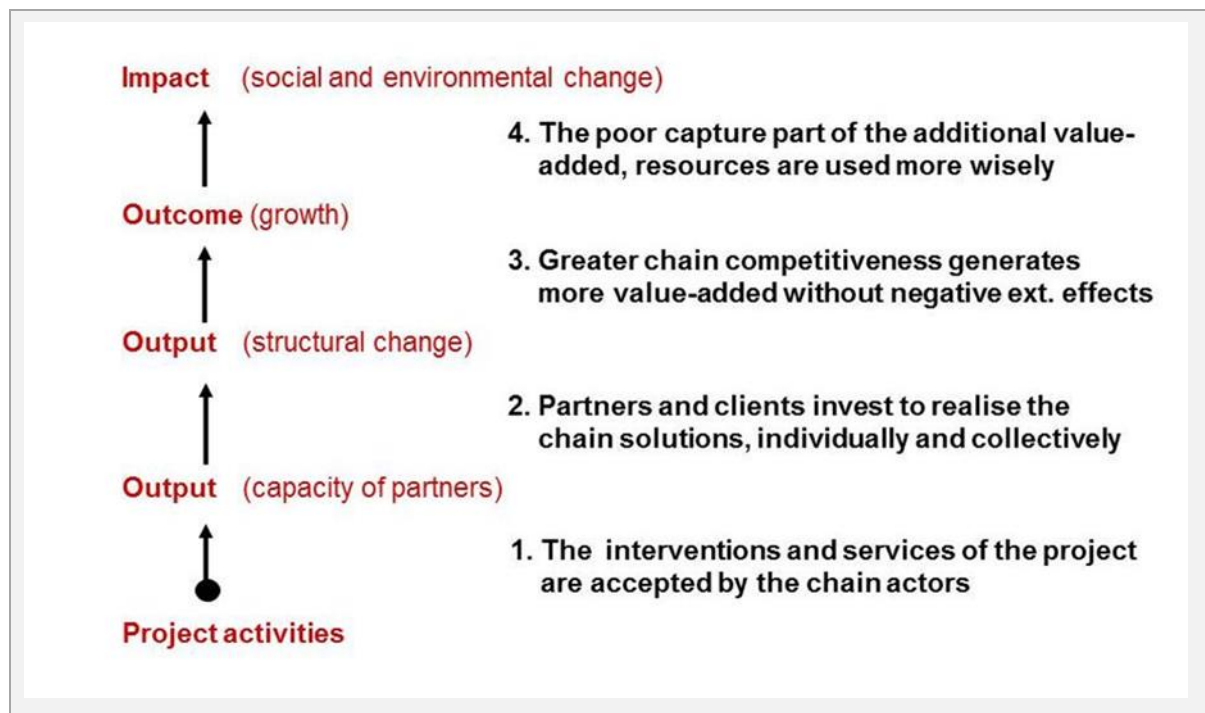 Impact (social and environmental change)
4. The poor capture part of the additional value-
added, resources are used more wisely
Outcome (growth)
3. Greater chain competitiveness generates
more value-added without negative ext. effects
Output (structural change)
2. Partners and clients invest to realise the
chain solutions, individually and collectively
Output (capacity of partners)
1. The interventions and services of the project
are accepted by the chain actors
Project activities